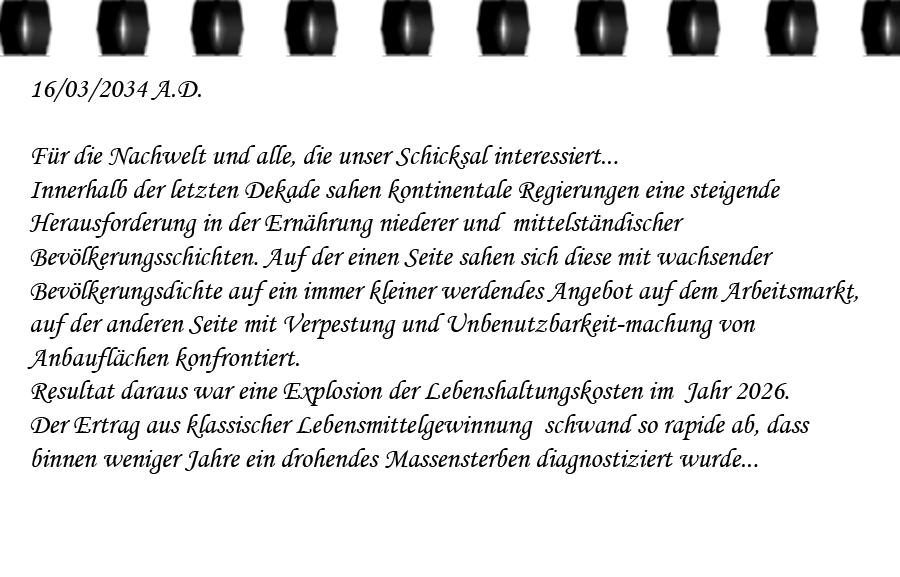 16/03/2034 A.D.
Für die Nachwelt und alle, die unser Schicksal interessiert...
Innerhalb der letzten Dekade sahen kontinentale Regierungen eine steigende
Herausforderung in der Ernährung niederer und  mittelständischer
Bevölkerungsschichten. Auf der einen Seite sahen sich diese mit wachsender
Bevölkerungsdichte auf ein immer kleiner werdendes Angebot auf dem Arbeitsmarkt,
auf der anderen Seite mit Verpestung und Unbenutzbarkeit-machung von
Anbauflächen konfrontiert.
Resultat daraus war eine Explosion der Lebenshaltungskosten im  Jahr 2026.
Der Ertrag aus klassischer Lebensmittelgewinnung  schwand so rapide ab, dass
binnen weniger Jahre ein drohendes Massensterben diagnostiziert wurde...